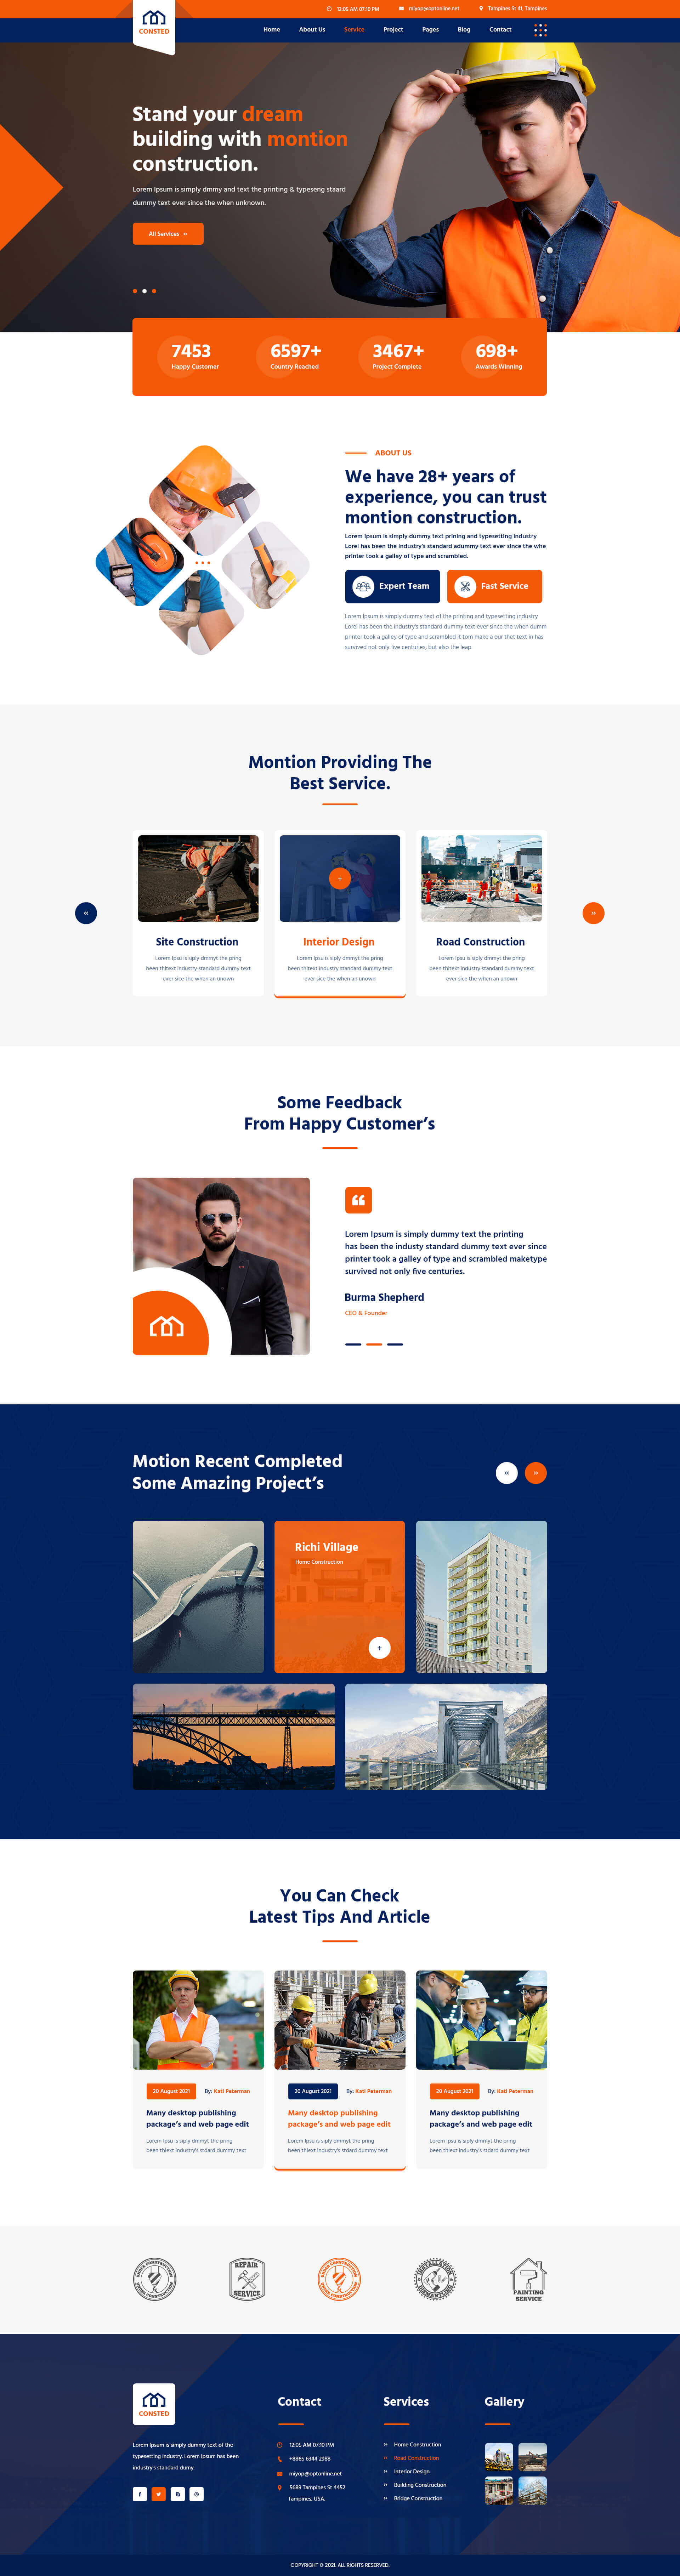 12:05 AM 07:10 PM
miyop@optonline.net
Tampines St 41, Tampines
CONSTED
Home
About Us
Service
Project
Pages
Blog
Contact
Stand your dream
building with montion
construction.
Lorem Ipsum is simply dmmy and text the printing & typeseng staard
dummy text ever since the when unknown.
All Services »
7453
Happy Customer
6597+
Country Reached
3467+
Project Complete
698+
Awards Winning
ABOUT US
We have 28+ years of
experience, you can trust
montion construction.
Lorem Ipsum is simply dummy text prining and typesetting industry
Lorei has been the industry's standard adummy text ever since the whe
printer took a galley of type and scrambled.
Expert Team
Fast Service
Lorem Ipsum is simply dummy text of the printing and typesetting industry
Lorei has been the industry's standard dummy text ever since the when dumm
printer took a galley of type and scrambled it tom make a our thet text in has
survived not only five centuries, but also the leap
Montion Providing The
Best Service.
Site Construction
Lorem Ipsu is siply dmmyt the pring
been thltext industry standard dummy text
ever sice the when an unown
Interior Design
Lorem Ipsu is siply dmmyt the pring
been thltext industry standard dummy text
ever sice the when an unown
Road Construction
Lorem Ipsu is siply dmmyt the pring
been thltext industry standard dummy text
ever sice the when an unown
Some Feedback
From Happy Customer's
Lorem Ipsum is simply dummy text the printing
has been the industy standard dummy text ever since
printer took a galley of type and scrambled maketype
survived not only five centuries.
Burma Shepherd
CEO & Founder
Motion Recent Completed
Some Amazing Project's
Richi Village
Home Construction
You Can Check
Latest Tips And Article
20 August 2021
By: Kati Peterman
Many desktop publishing
package's and web page edit
Lorem Ipsu is siply dmmyt the pring
been thlext industry's stdard dummy text
20 August 2021
By: Kati Peterman
Many desktop publishing
package's and web page edit
Lorem Ipsu is siply dmmyt the pring
been thlext industry's stdard dummy text
20 August 2021
By: Kati Peterman
Many desktop publishing
package's and web page edit
Lorem Ipsu is siply dmmyt the pring
been thlext industry's stdard dummy text
UNDER CONSTRUCTION
UNDER CONSTRUCTION
REPAIR
SERVICE
UNDER CONSTRUCTION
UNDER CONSTRUCTION
INSTALLATION
PAINTING
SERVICE
CONSTED
Lorem Ipsum is simply dummy text of the
typesetting industry. Lorem Ipsum has been
industry's standard dumy.
Contact
12:05 AM 07:10 PM
+8865 6344 2988
miyop@optonline.net
5689 Tampines St 4452
Tampines, USA.
Services
» Home Construction
» Road Construction
» Interior Design
» Building Construction
» Bridge Construction
Gallery
COPYRIGHT © 2021. ALL RIGHTS RESERVED.